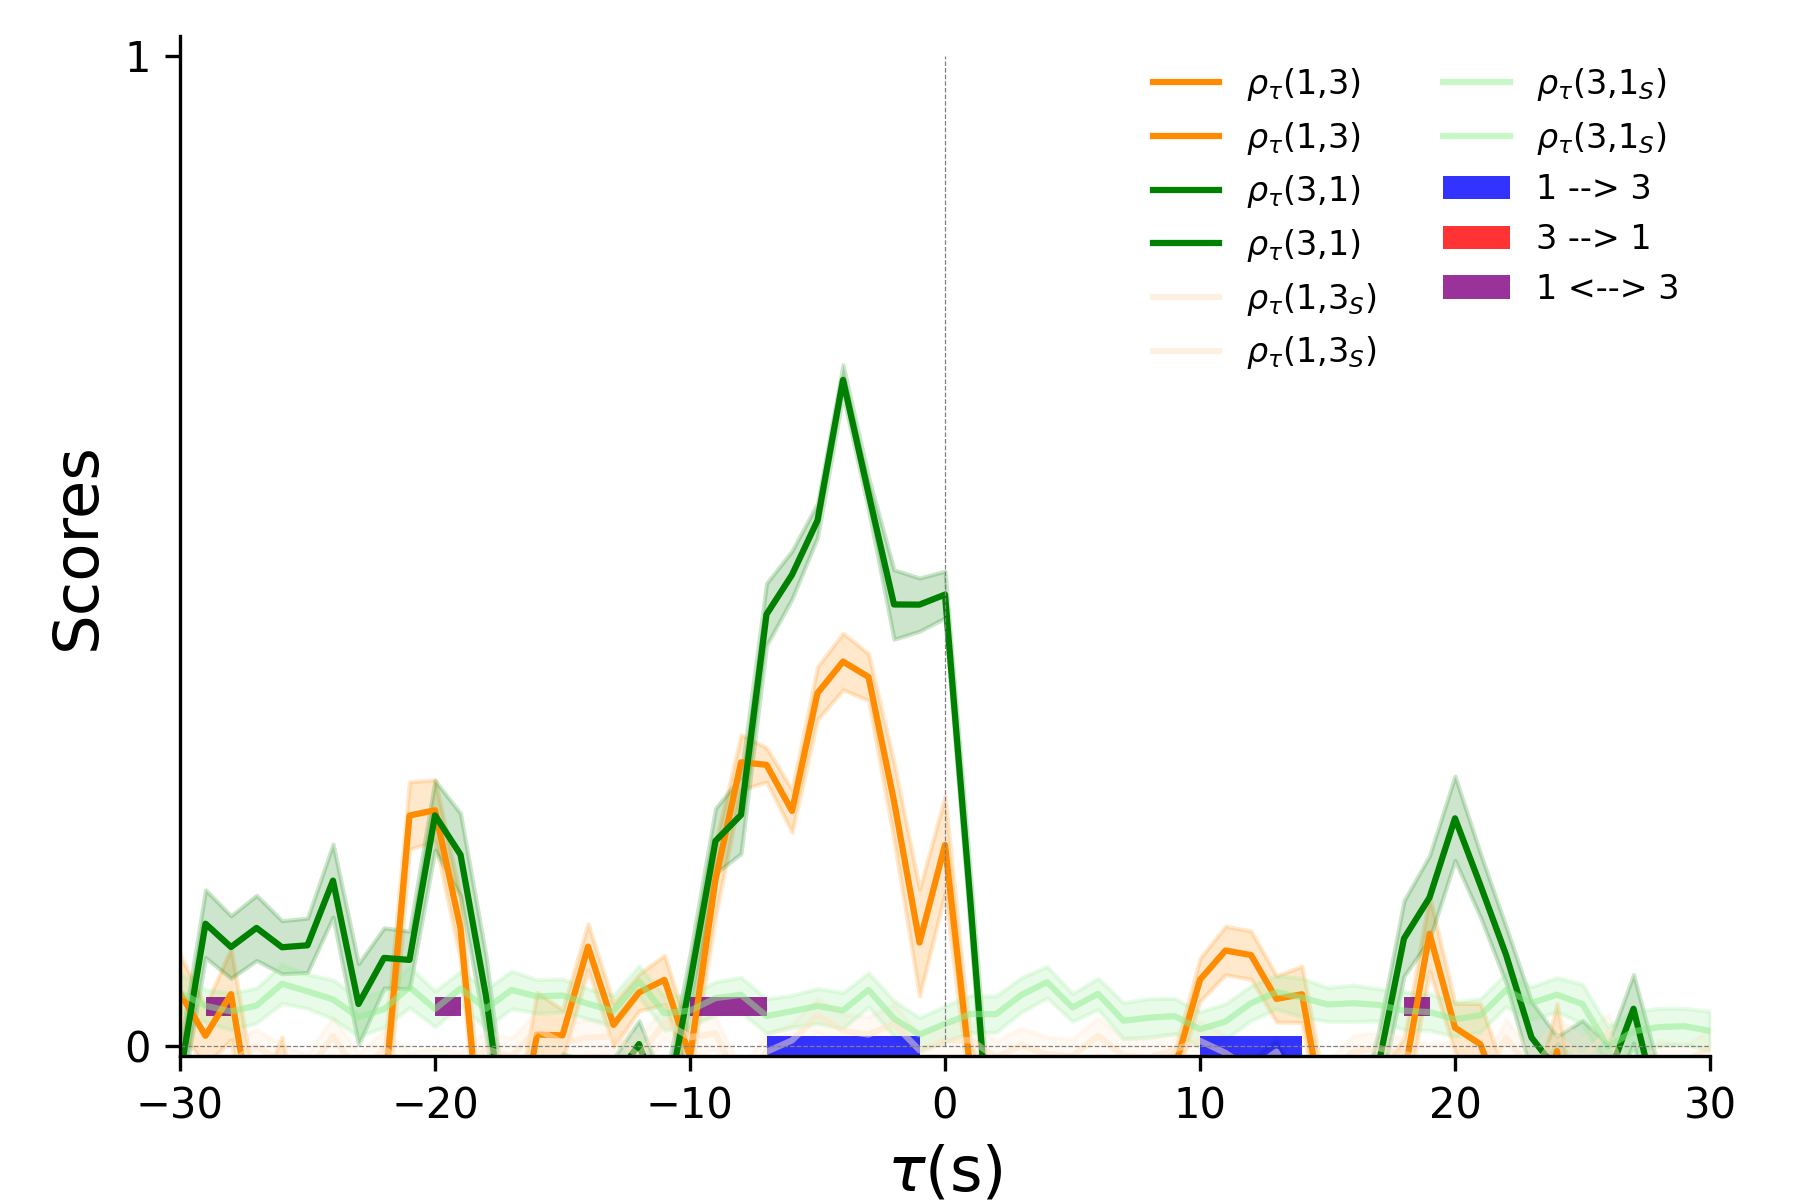 Scores
1
0
ρτ(1,3)
ρτ(1,3)
ρτ(3,1)
ρτ(3,1)
ρτ(1,3S)
ρτ(1,3S)
ρτ(3,1S)
ρτ(3,1S)
1 --> 3
3 --> 1
1 <--> 3
−30 −20 −10 0 10 20 30
τ(s)